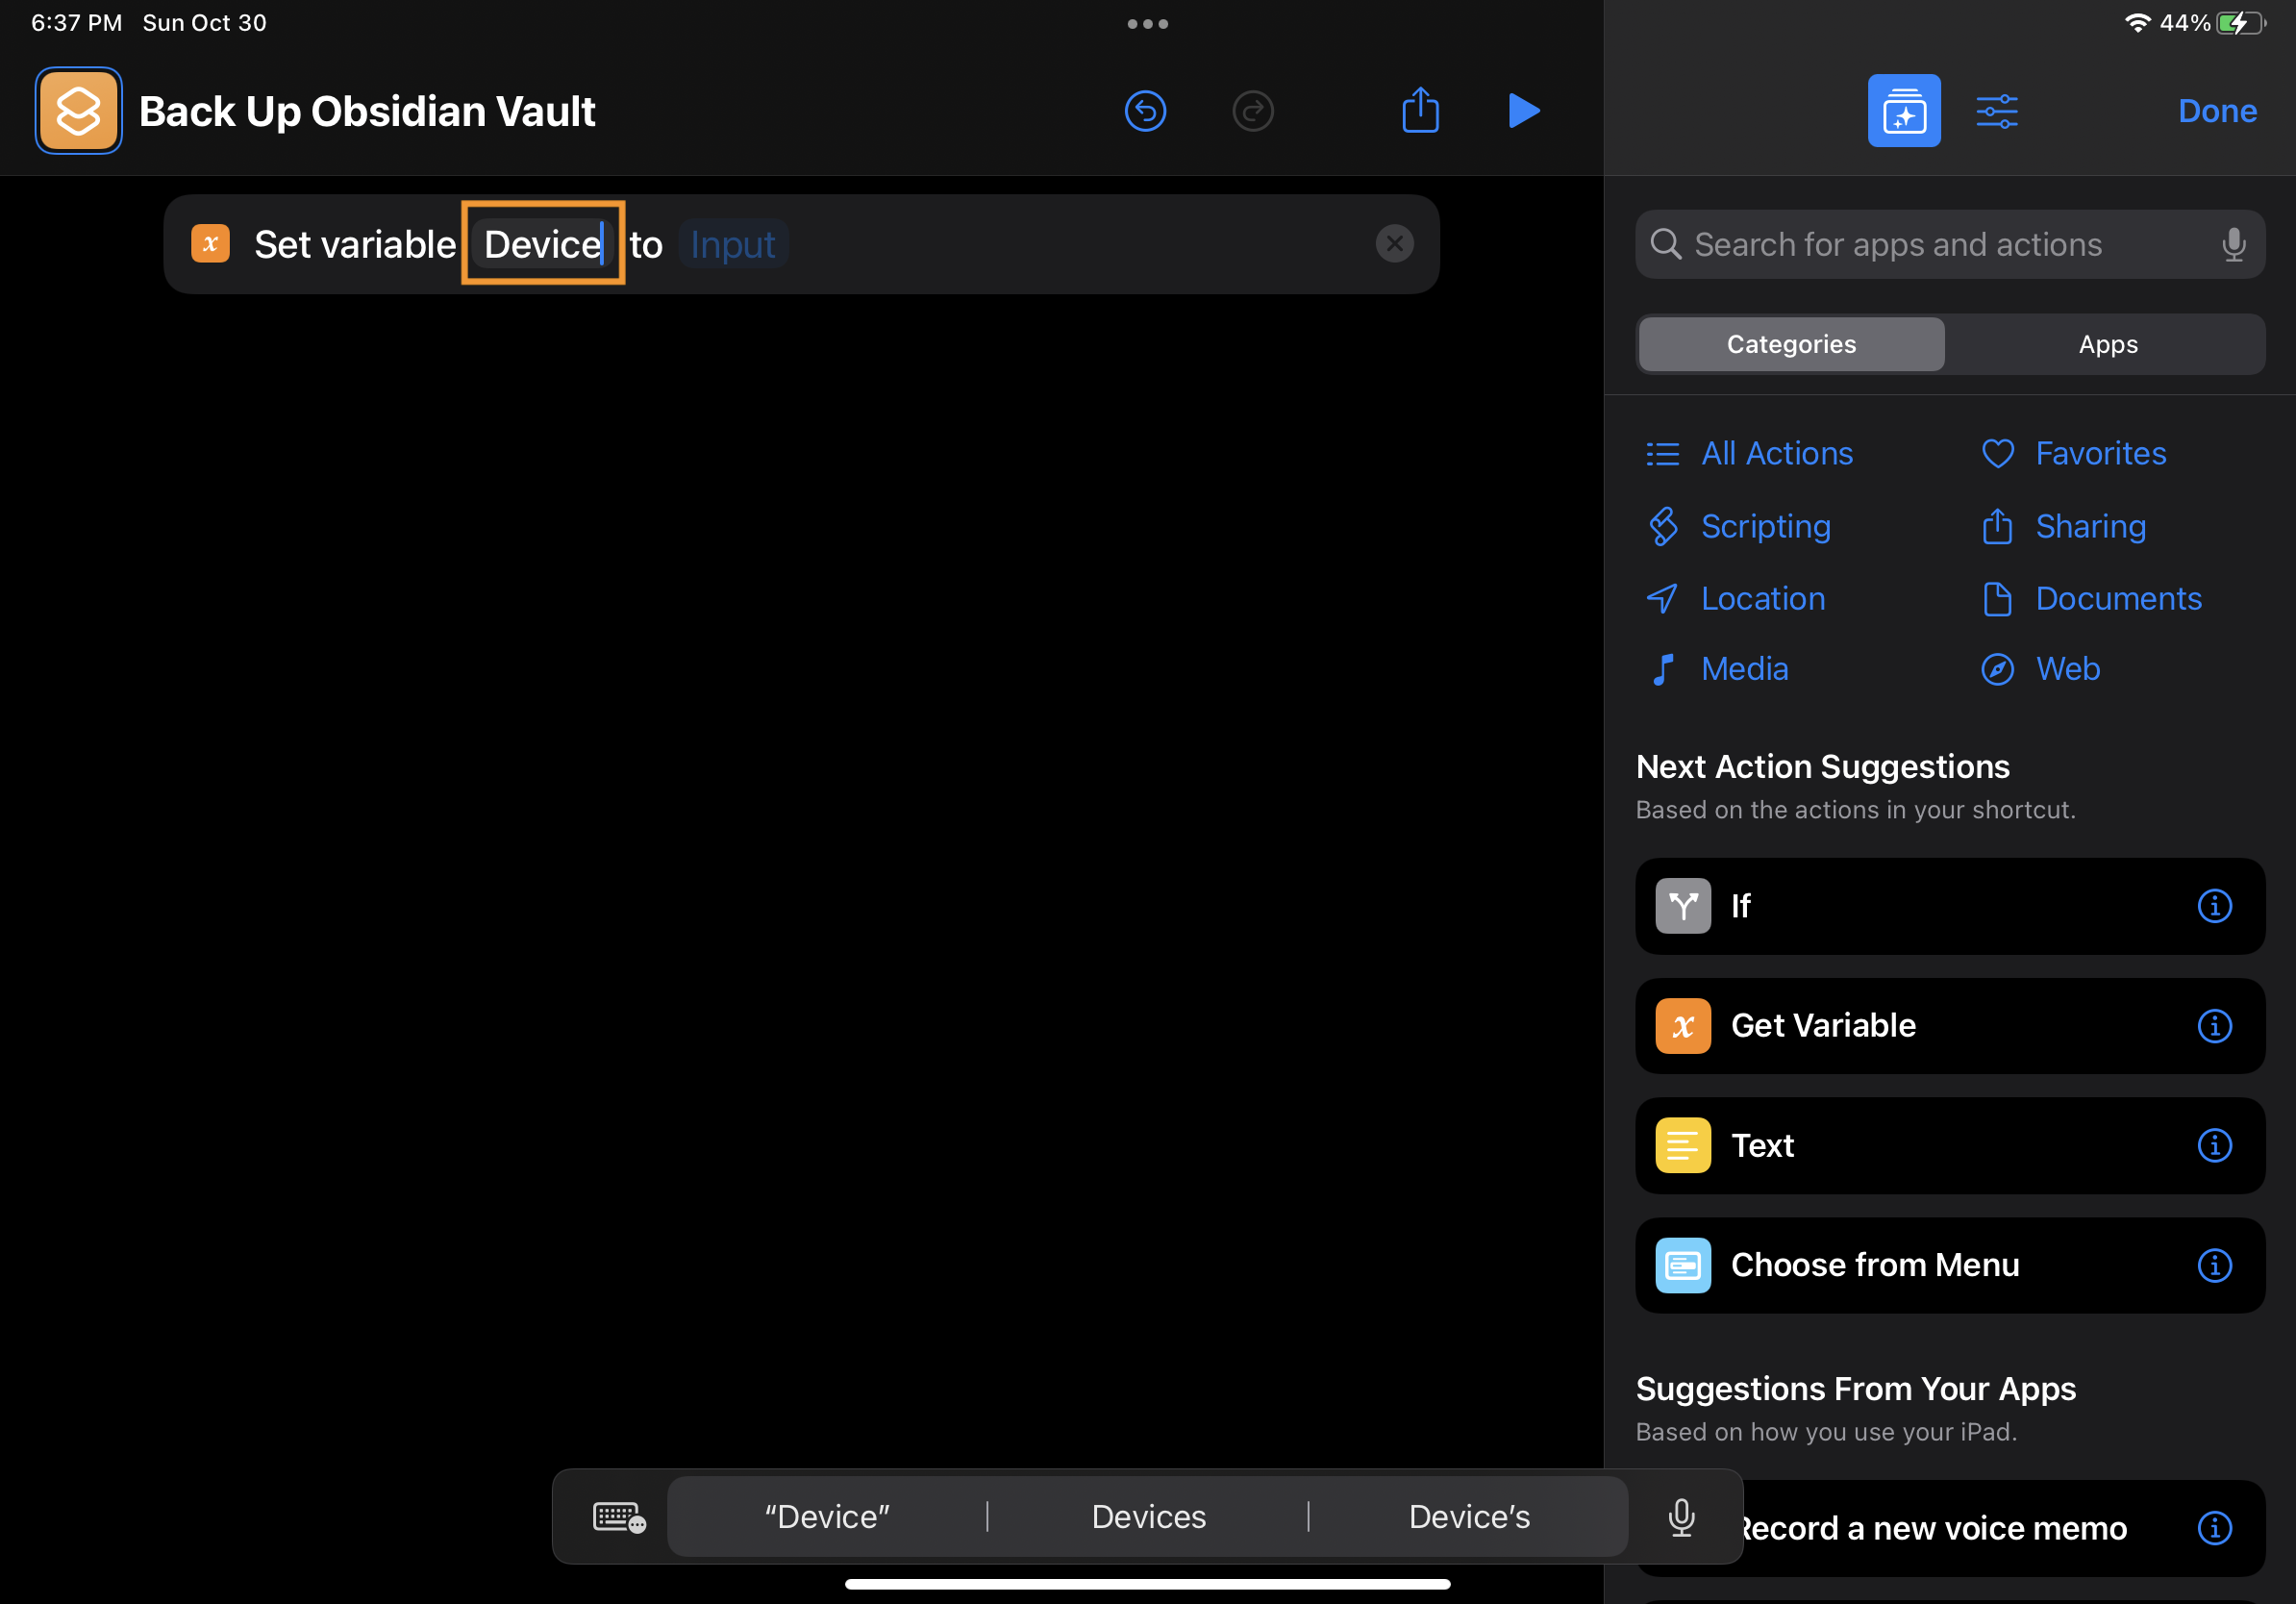 6:37 PM Sun Oct 30
44%
Back Up Obsidian Vault
Done
Set variable Device to Input
Search for apps and actions
Categories Apps
All Actions Favorites
Scripting Sharing
Location Documents
Media Web
Next Action Suggestions
Based on the actions in your shortcut.
If
Get Variable
Text
Choose from Menu
Suggestions From Your Apps
Based on how you use your iPad.
Record a new voice memo
“Device” Devices Device’s